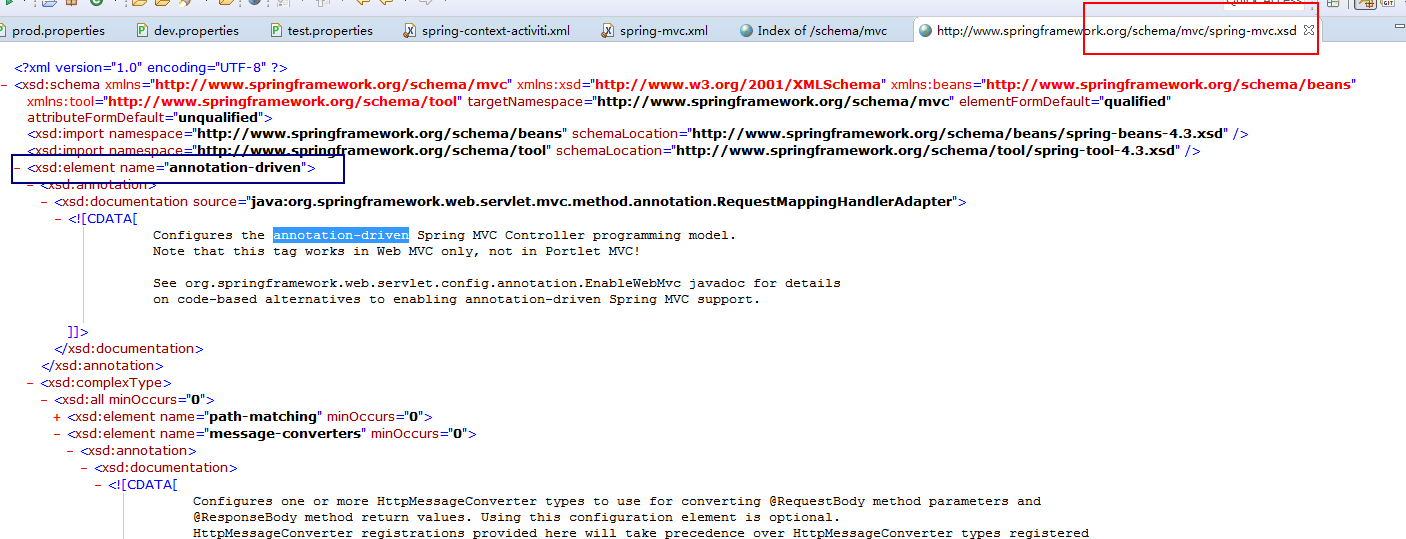 Quick Access
prod.properties dev.properties test.properties spring-context-activiti.xml spring-mvc.xml Index of /schema/mvc http://www.springframework.org/schema/mvc/spring-mvc.xsd
<?xml version="1.0" encoding="UTF-8" ?>
- <xsd:schema xmlns="http://www.springframework.org/schema/mvc" xmlns:xsd="http://www.w3.org/2001/XMLSchema" xmlns:beans="http://www.springframework.org/schema/beans"
xmlns:tool="http://www.springframework.org/schema/tool" targetNamespace="http://www.springframework.org/schema/mvc" elementFormDefault="qualified"
attributeFormDefault="unqualified">
<xsd:import namespace="http://www.springframework.org/schema/beans" schemaLocation="http://www.springframework.org/schema/beans/spring-beans-4.3.xsd" />
<xsd:import namespace="http://www.springframework.org/schema/tool" schemaLocation="http://www.springframework.org/schema/tool/spring-tool-4.3.xsd" />
- <xsd:element name="annotation-driven">
- <xsd:annotation>
- <xsd:documentation source="java:org.springframework.web.servlet.mvc.method.annotation.RequestMappingHandlerAdapter">
- <![CDATA[
Configures the annotation-driven Spring MVC Controller programming model.
Note that this tag works in Web MVC only, not in Portlet MVC!
See org.springframework.web.servlet.config.annotation.EnableWebMvc javadoc for details
on code-based alternatives to enabling annotation-driven Spring MVC support.
]]>
</xsd:documentation>
</xsd:annotation>
- <xsd:complexType>
- <xsd:all minOccurs="0">
+ <xsd:element name="path-matching" minOccurs="0">
- <xsd:element name="message-converters" minOccurs="0">
- <xsd:annotation>
- <xsd:documentation>
- <![CDATA[
Configures one or more HttpMessageConverter types to use for converting @RequestBody method parameters and
@ResponseBody method return values. Using this configuration element is optional.
HttpMessageConverter registrations provided here will take precedence over HttpMessageConverter types registered